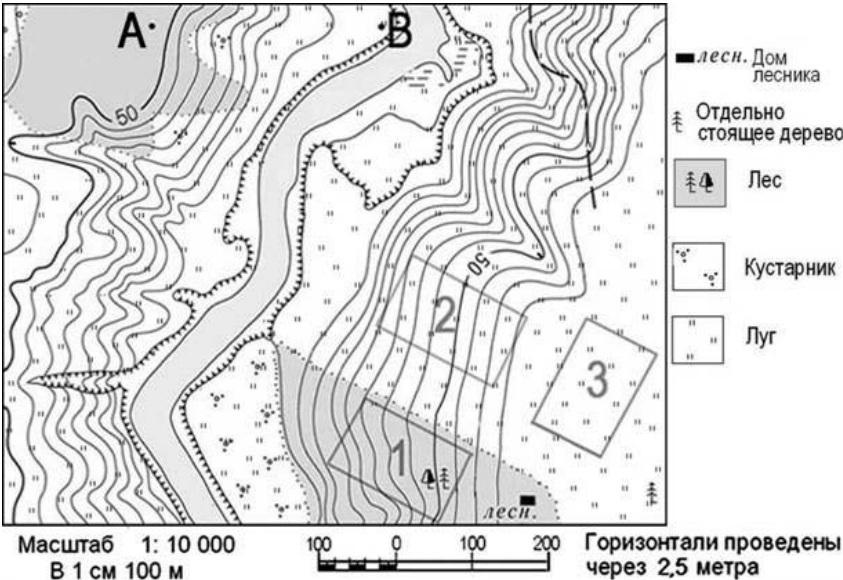 A
B
50
50
2
3
1
лесн.
лесн. Дом
лесника
Отдельно
стоящее дерево
Лес
Кустарник
Луг
Масштаб 1: 10 000
В 1 см 100 м
100 0 100 200
Горизонтали проведены
через 2,5 метра